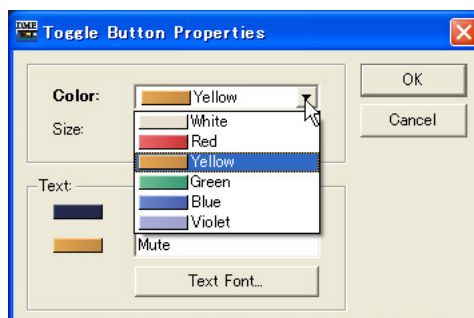 DME
Toggle Button Properties
Color:
Yellow
OK
Size:
White
Cancel
Red
Yellow
Green
Blue
Violet
Text:
Mute
Text Font...